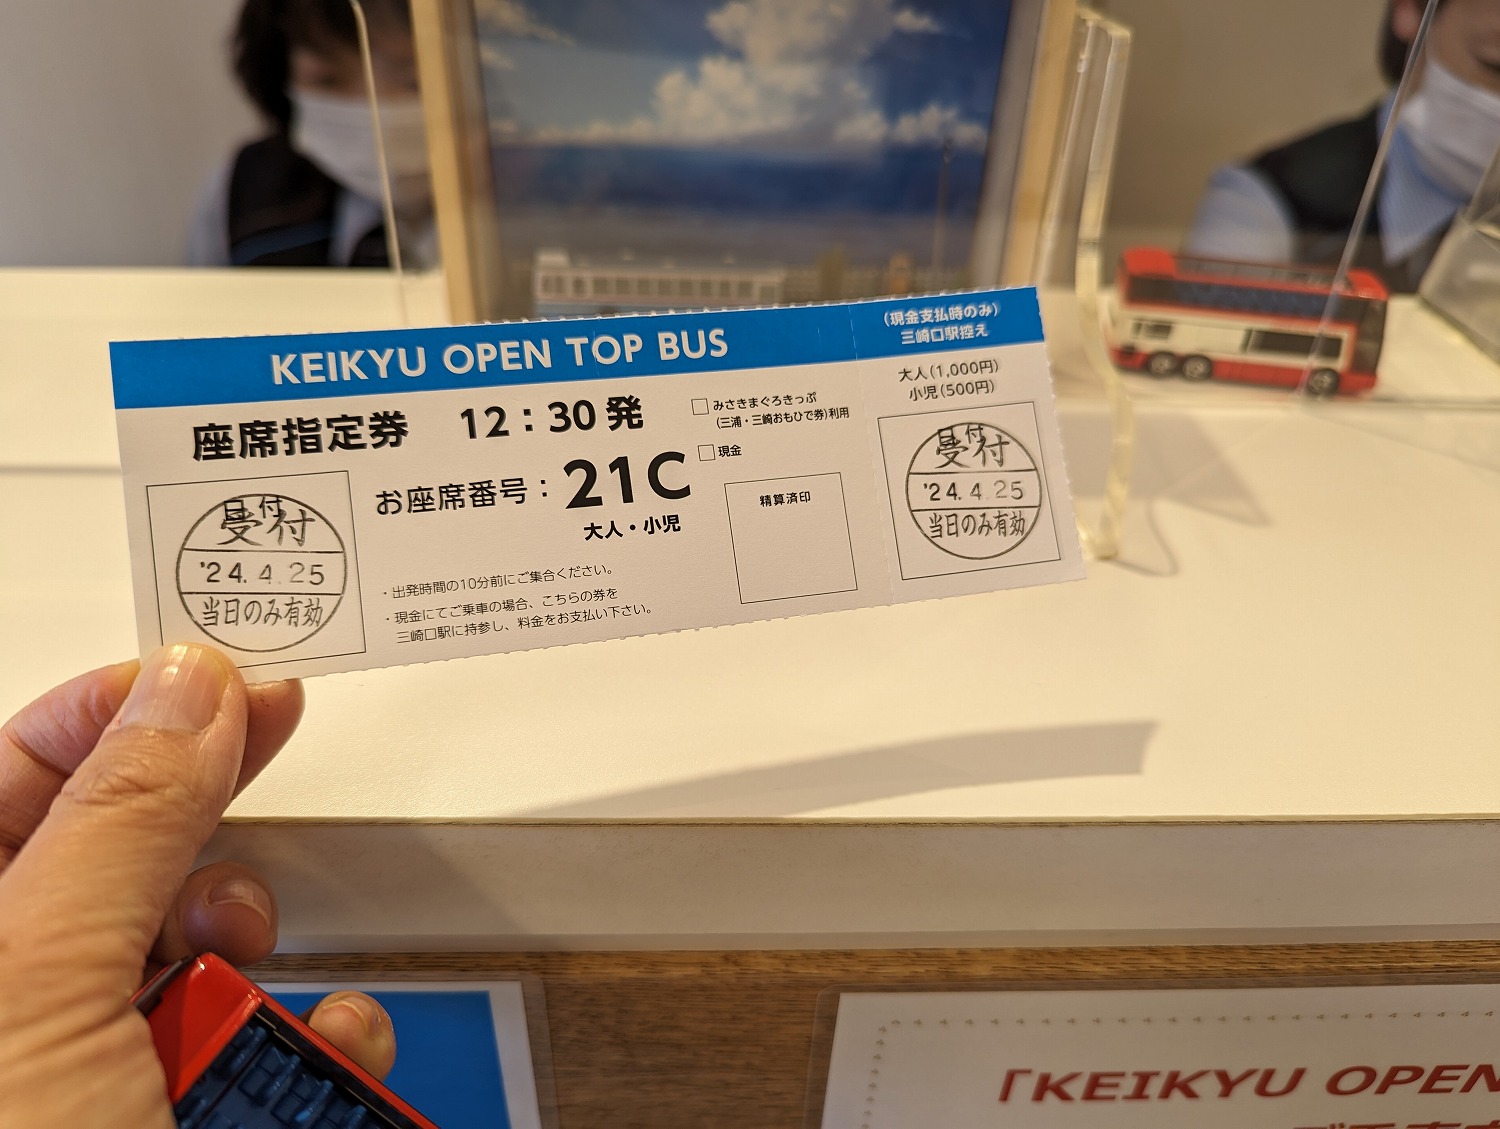 KEIKYU OPEN TOP BUS
座席指定券 12：30発
お座席番号：21C
大人・小児
□みさきまぐろきっぷ
（三浦・三崎おもひで券）利用
□現金
精算済印
日付
受付
'24.4.25
当日のみ有効
・出発時間の10分前にご集合ください。
・現金にてご乗車の場合、こちらの券を
三崎口駅に持参し、料金をお支払い下さい。
（現金支払時のみ）
三崎口駅控え
大人（1,000円）
小児（500円）
日付
受付
'24.4.25
当日のみ有効
「KEIKYU OPEN